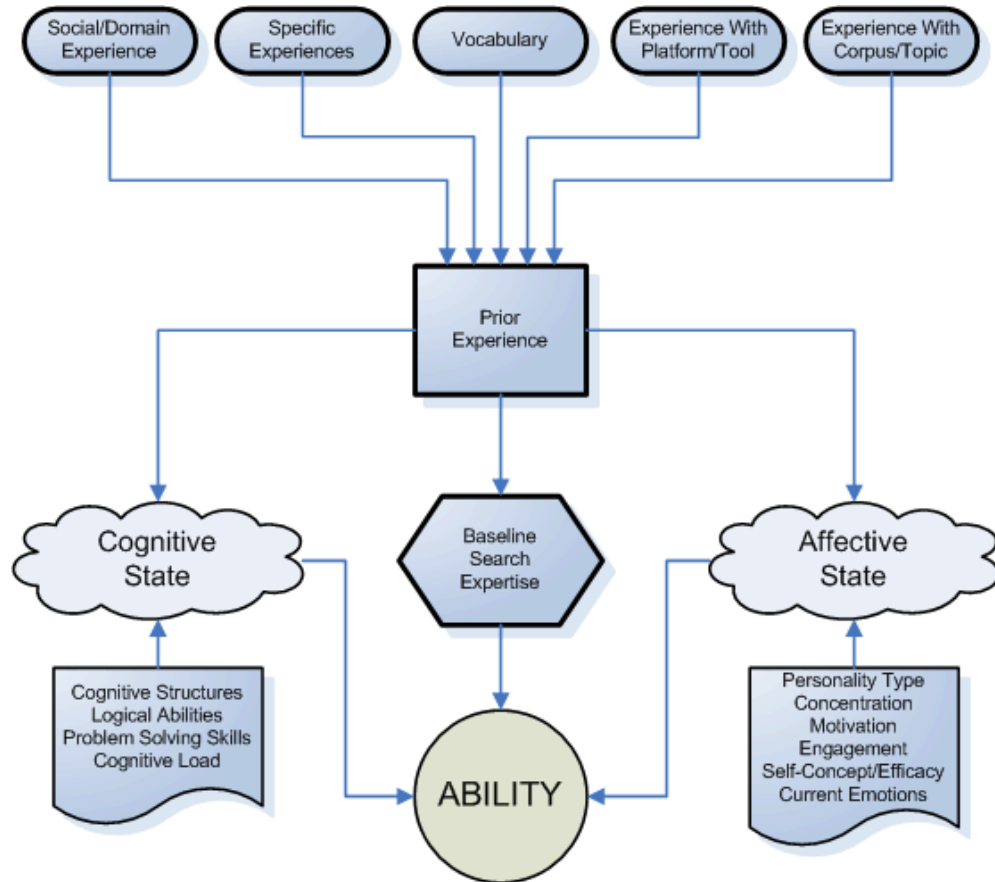 Social/Domain
Experience
Specific
Experiences
Vocabulary
Experience With
Platform/Tool
Experience With
Corpus/Topic
Prior
Experience
Cognitive
State
Baseline
Search
Expertise
Affective
State
Cognitive Structures
Logical Abilities
Problem Solving Skills
Cognitive Load
Personality Type
Concentration
Motivation
Engagement
Self-Concept/Efficacy
Current Emotions
ABILITY